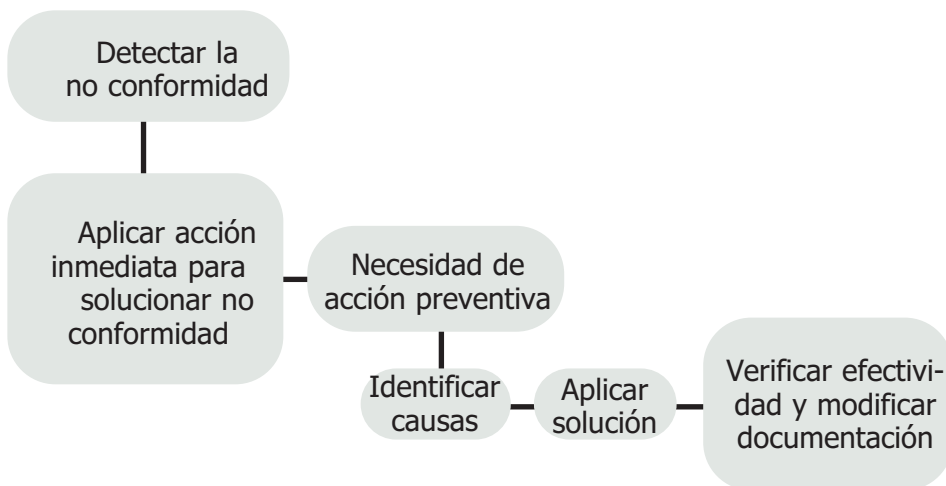 Detectar la
no conformidad
Aplicar acción
inmediata para
solucionar no
conformidad
Necesidad de
acción preventiva
Identificar
causas
Aplicar
solución
Verificar efectivi-
dad y modificar
documentación